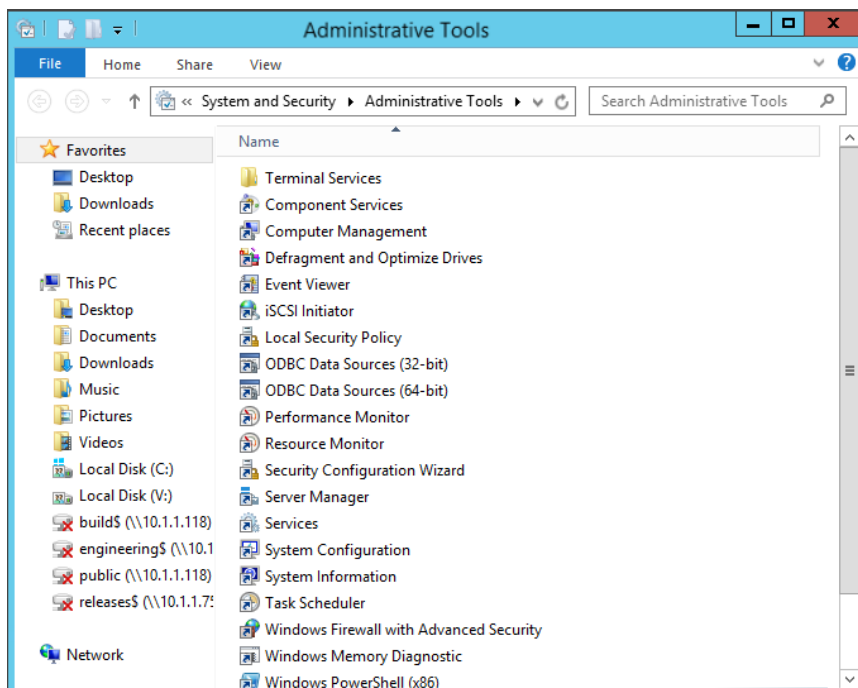 Administrative Tools
File Home Share View
« System and Security Administrative Tools Search Administrative Tools
Name
Favorites
Desktop
Downloads
Recent places
This PC
Desktop
Documents
Downloads
Music
Pictures
Videos
Local Disk (C:)
Local Disk (V:)
build$ (\\10.1.1.118)
engineering$ (\\10.1
public (\\10.1.1.118)
releases$ (\\10.1.1.75
Network
Terminal Services
Component Services
Computer Management
Defragment and Optimize Drives
Event Viewer
iSCSI Initiator
Local Security Policy
ODBC Data Sources (32-bit)
ODBC Data Sources (64-bit)
Performance Monitor
Resource Monitor
Security Configuration Wizard
Server Manager
Services
System Configuration
System Information
Task Scheduler
Windows Firewall with Advanced Security
Windows Memory Diagnostic
Windows PowerShell (x86)